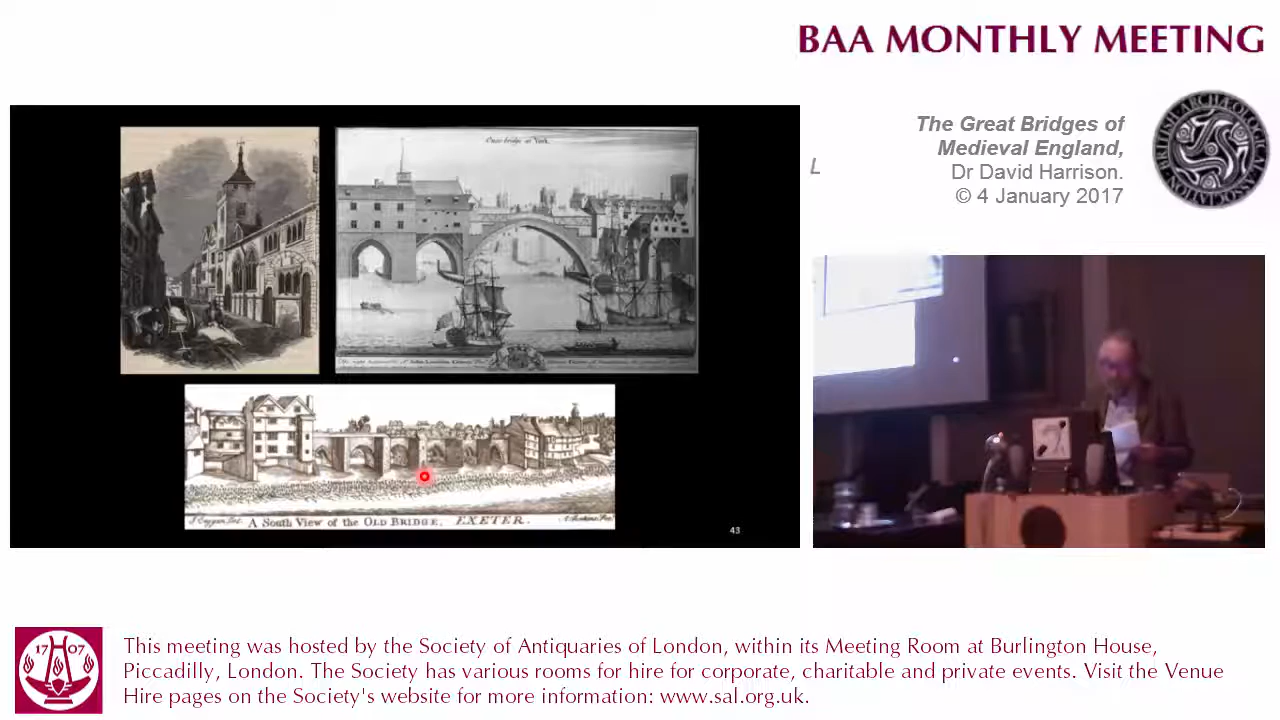 BAA MONTHLY MEETING
The Great Bridges of
Medieval England,
Dr David Harrison.
© 4 January 2017
L
BRITISH ARCHÆOLOGICAL ASSOCIATION
Ouse bridge at York.
A South View of the OLD BRIDGE, EXETER.
43
1707
This meeting was hosted by the Society of Antiquaries of London, within its Meeting Room at Burlington House,
Piccadilly, London. The Society has various rooms for hire for corporate, charitable and private events. Visit the Venue
Hire pages on the Society's website for more information: www.sal.org.uk.